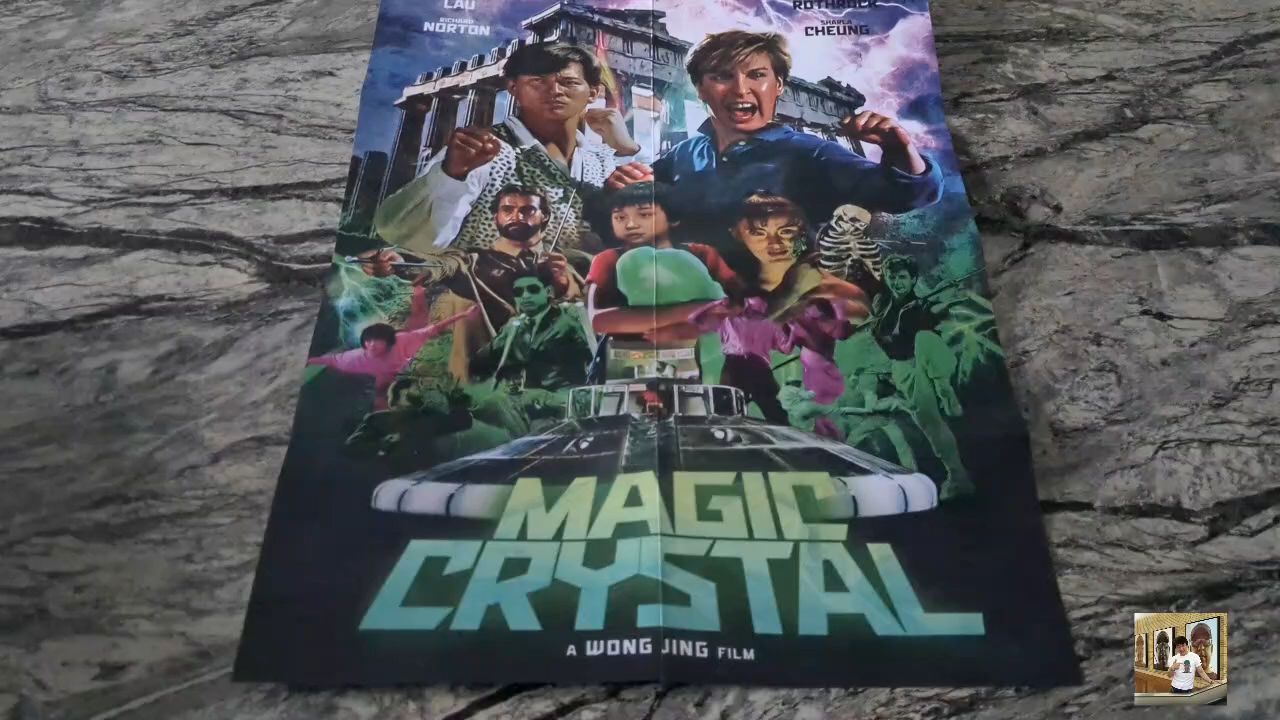 LAU
RICHARD
NORTON
ROTHROCK
SHARLA
CHEUNG
MAGIC
CRYSTAL
A WONG JING FILM